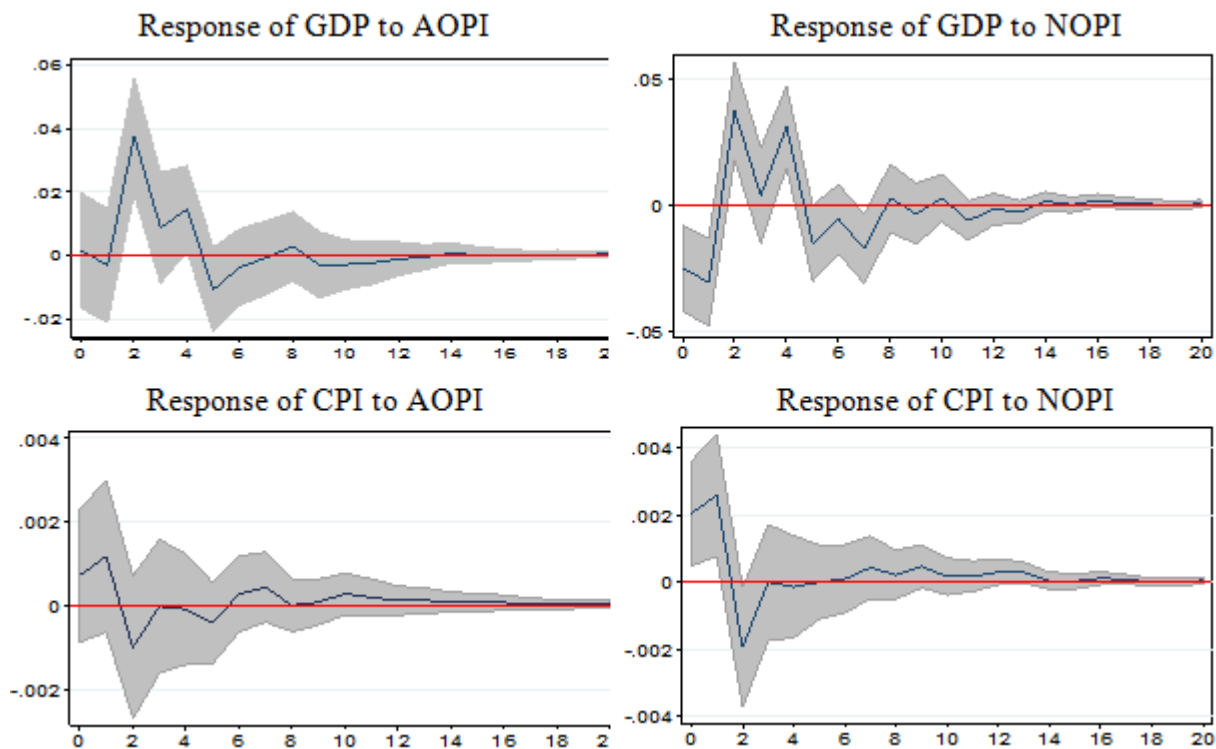 Response of GDP to AOPI
.06
.04
.02
0
-.02
0 2 4 6 8 10 12 14 16 18 2
Response of GDP to NOPI
.05
0
-.05
0 2 4 6 8 10 12 14 16 18 20
Response of CPI to AOPI
.004
.002
0
-.002
0 2 4 6 8 10 12 14 16 18 2
Response of CPI to NOPI
.004
.002
0
-.002
-.004
0 2 4 6 8 10 12 14 16 18 20